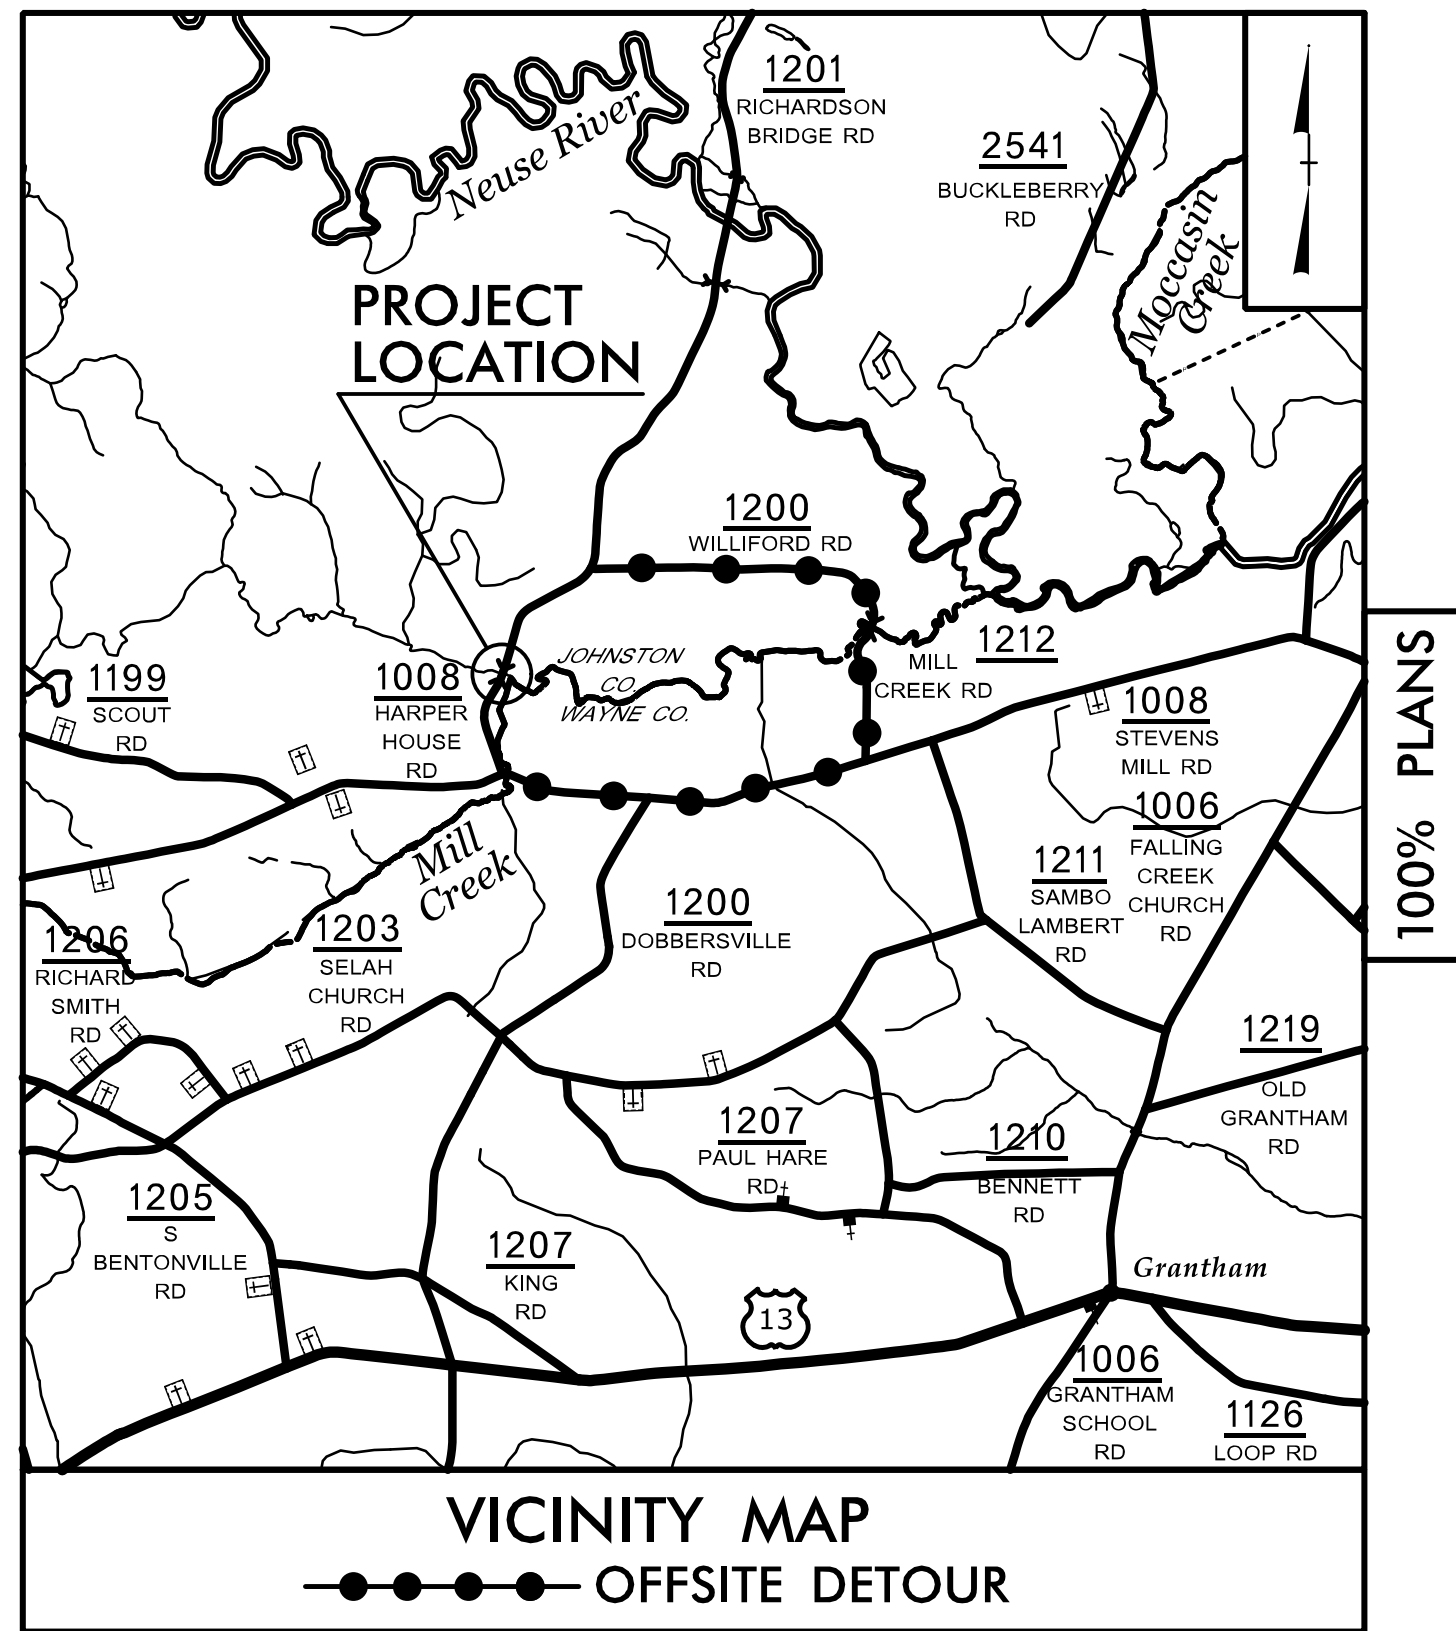 1201
RICHARDSON
BRIDGE RD
2541
BUCKLEBERRY
RD
Neuse River
Moccasin
Creek
PROJECT
LOCATION
1200
WILLIFORD RD
1212
MILL
CREEK RD
JOHNSTON
CO.
WAYNE CO.
1199
SCOUT
RD
1008
HARPER
HOUSE
RD
1008
STEVENS
MILL RD
1006
FALLING
CREEK
CHURCH
RD
1211
SAMBO
LAMBERT
RD
Mill
Creek
1200
DOBBERSVILLE
RD
1206
RICHARD
SMITH
RD
1203
SELAH
CHURCH
RD
1219
OLD
GRANTHAM
RD
1207
PAUL HARE
RD
1210
BENNETT
RD
1205
S
BENTONVILLE
RD
1207
KING
RD
13
Grantham
1006
GRANTHAM
SCHOOL
RD
1126
LOOP RD
VICINITY MAP
OFFSITE DETOUR
100% PLANS